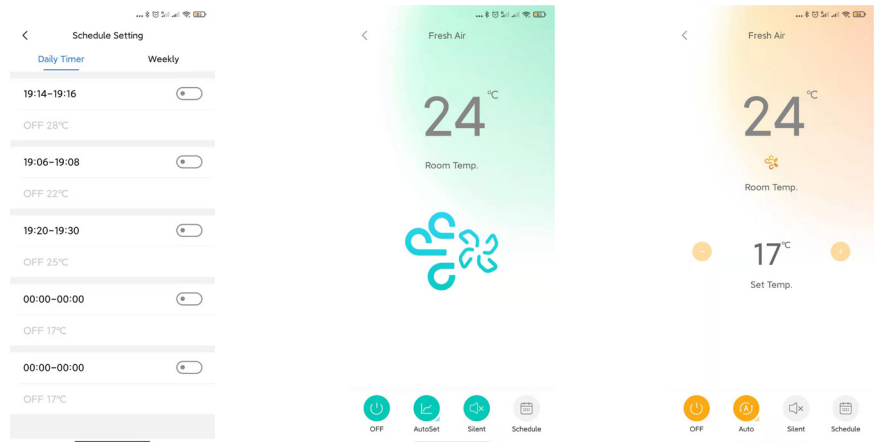 Schedule Setting
Daily Timer Weekly
19:14-19:16
OFF 28℃
19:06-19:08
OFF 22℃
19:20-19:30
OFF 25℃
00:00-00:00
OFF 17℃
00:00-00:00
OFF 17℃
Fresh Air
24℃
Room Temp.
OFF AutoSet Silent Schedule
Fresh Air
24℃
Room Temp.
- 17℃ +
Set Temp.
OFF Auto Silent Schedule